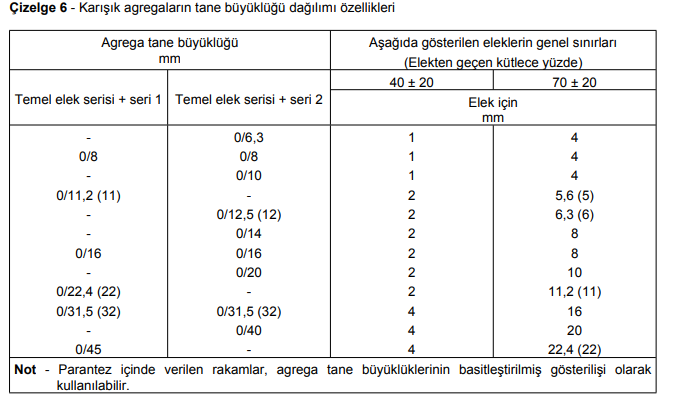 Çizelge 6 - Karışık agregaların tane büyüklüğü dağılımı özellikleri
Agrega tane büyüklüğü
mm
Aşağıda gösterilen eleklerin genel sınırları
(Elekten geçen kütlece yüzde)
Temel elek serisi + seri 1 Temel elek serisi + seri 2 40 ± 20 70 ± 20
Elek için
mm
- 0/6,3 1 4
0/8 0/8 1 4
- 0/10 1 4
0/11,2 (11) - 2 5,6 (5)
- 0/12,5 (12) 2 6,3 (6)
- 0/14 2 8
0/16 0/16 2 8
- 0/20 2 10
0/22,4 (22) - 2 11,2 (11)
0/31,5 (32) 0/31,5 (32) 4 16
- 0/40 4 20
0/45 - 4 22,4 (22)
Not - Parantez içinde verilen rakamlar, agrega tane büyüklüklerinin basitleştirilmiş gösterilişi olarak
kullanılabilir.